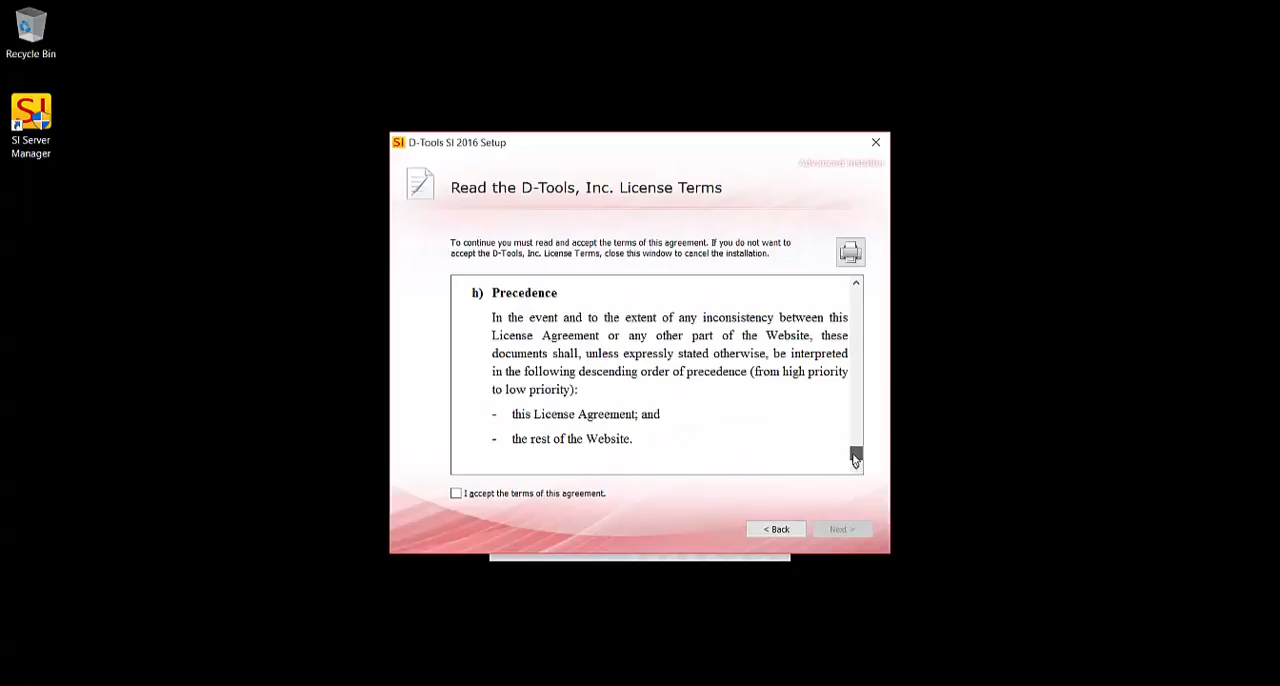 Recycle Bin
SI
SI Server
Manager
SI D-Tools SI 2016 Setup
Advanced Installer
Read the D-Tools, Inc. License Terms
To continue you must read and accept the terms of this agreement. If you do not want to
accept the D-Tools, Inc. License Terms, close this window to cancel the installation.
h) Precedence
In the event and to the extent of any inconsistency between this
License Agreement or any other part of the Website, these
documents shall, unless expressly stated otherwise, be interpreted
in the following descending order of precedence (from high priority
to low priority):
- this License Agreement; and
- the rest of the Website.
I accept the terms of this agreement.
< Back
Next >